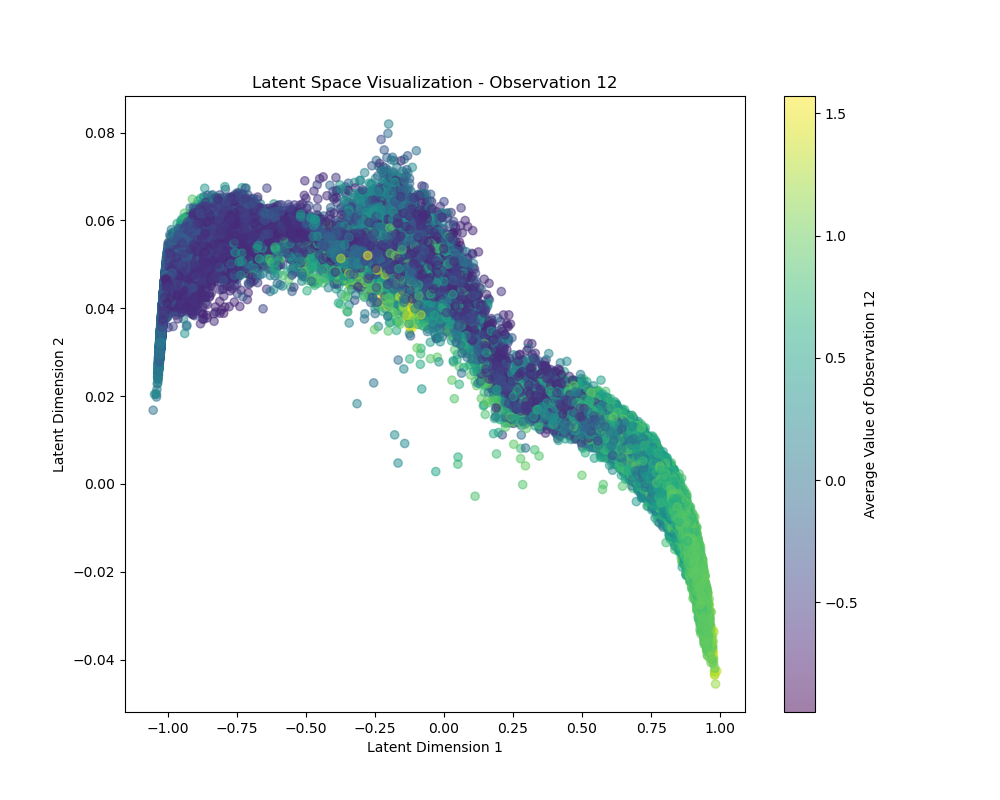 Latent Space Visualization - Observation 12
0.08
0.06
0.04
0.02
0.00
−0.02
−0.04
Latent Dimension 2
−1.00 −0.75 −0.50 −0.25 0.00 0.25 0.50 0.75 1.00
Latent Dimension 1
1.5
1.0
0.5
0.0
−0.5
Average Value of Observation 12